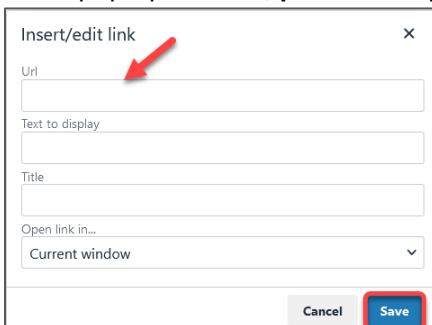 Insert/edit link
Url
Text to display
Title
Open link in...
Current window
Cancel Save